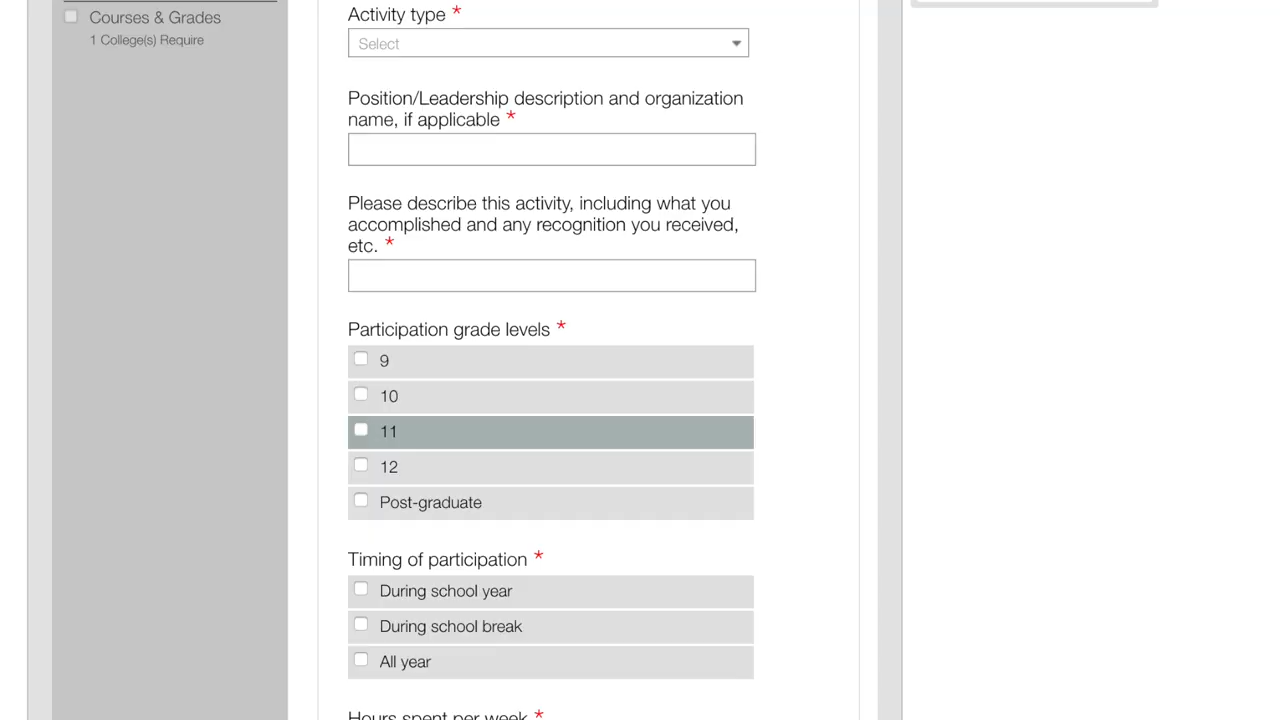 Courses & Grades
1 College(s) Require
Activity type *
Select
Position/Leadership description and organization
name, if applicable *
Please describe this activity, including what you
accomplished and any recognition you received,
etc. *
Participation grade levels *
9
10
11
12
Post-graduate
Timing of participation *
During school year
During school break
All year
Hours spent per week *